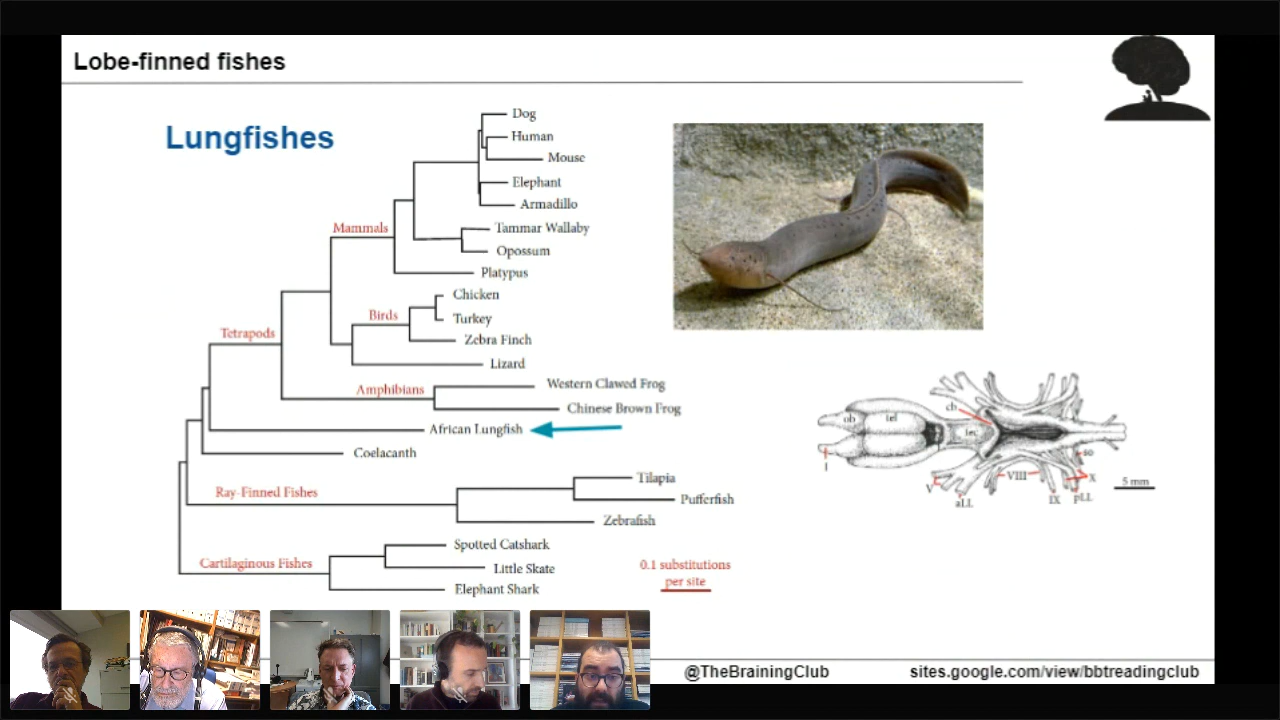 Lobe-finned fishes
Lungfishes
Dog
Human
Mouse
Elephant
Armadillo
Mammals
Tammar Wallaby
Opossum
Platypus
Chicken
Birds
Turkey
Tetrapods
Zebra Finch
Lizard
Amphibians
Western Clawed Frog
Chinese Brown Frog
African Lungfish
Coelacanth
Ray-Finned Fishes
Tilapia
Pufferfish
Zebrafish
Cartilaginous Fishes
Spotted Catshark
Little Skate
Elephant Shark
0.1 substitutions
per site
ob
tel
cb
tec
so
I
V
VIII
X
aLL
IX
pLL
5 mm
@TheBrainingClub
sites.google.com/view/bbtreadingclub